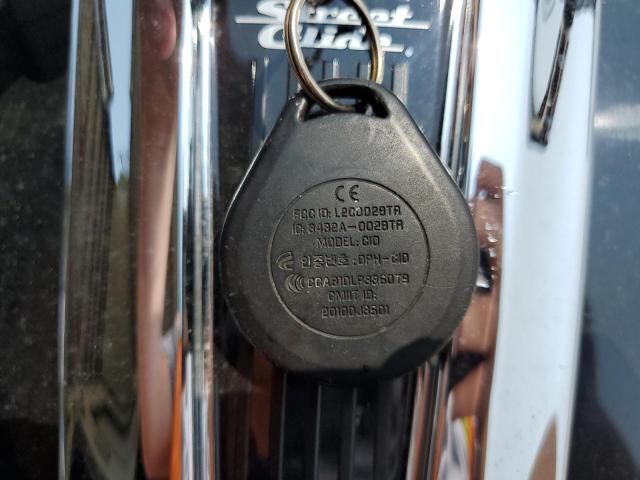 Street
Glide
CE
FCC ID: L2C0028TR
IC: 3432A-0028TR
MODEL: CID
인증번호 : DPH-CID
CCAB10LP336079
CMIIT ID:
2010DJ3501